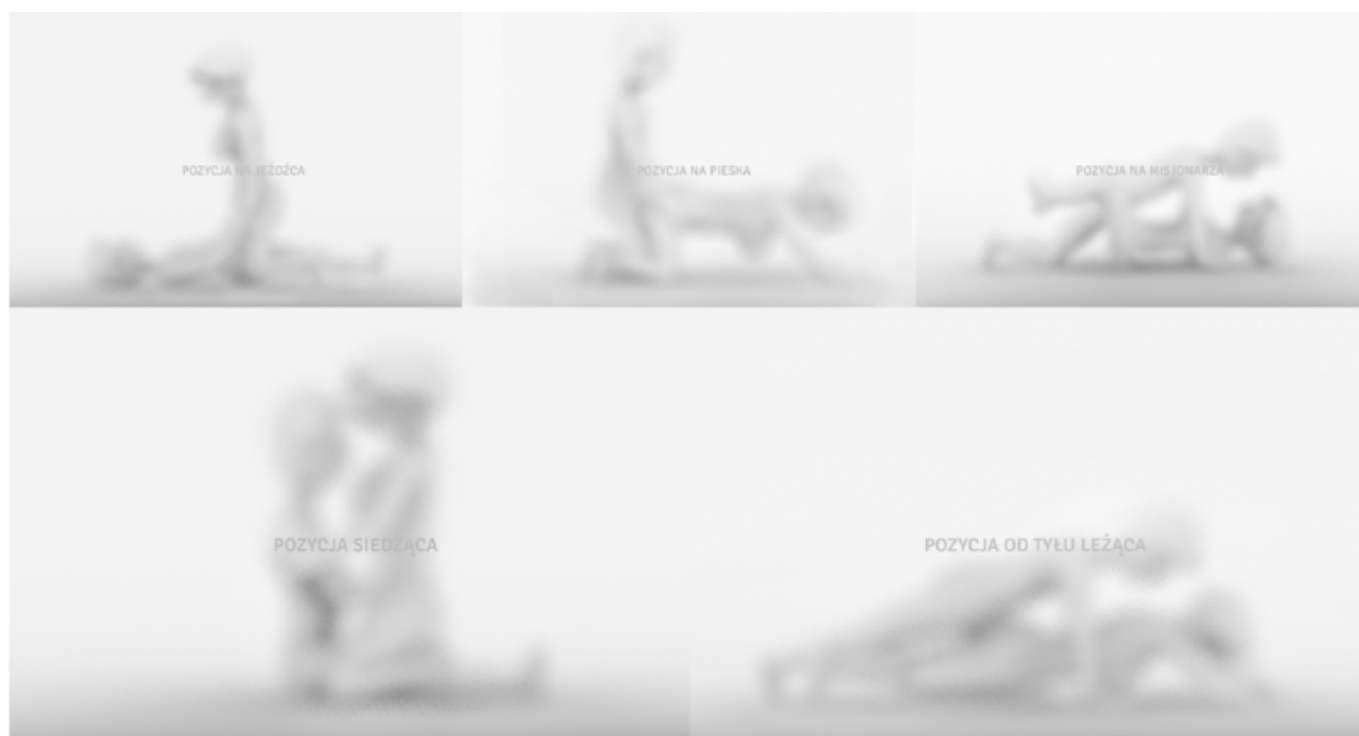 POZYCJA NA JEŹDŹCA
POZYCJA NA PIESKA
POZYCJA NA MISJONARZA
POZYCJA SIEDZĄCA
POZYCJA OD TYŁU LEŻĄCA